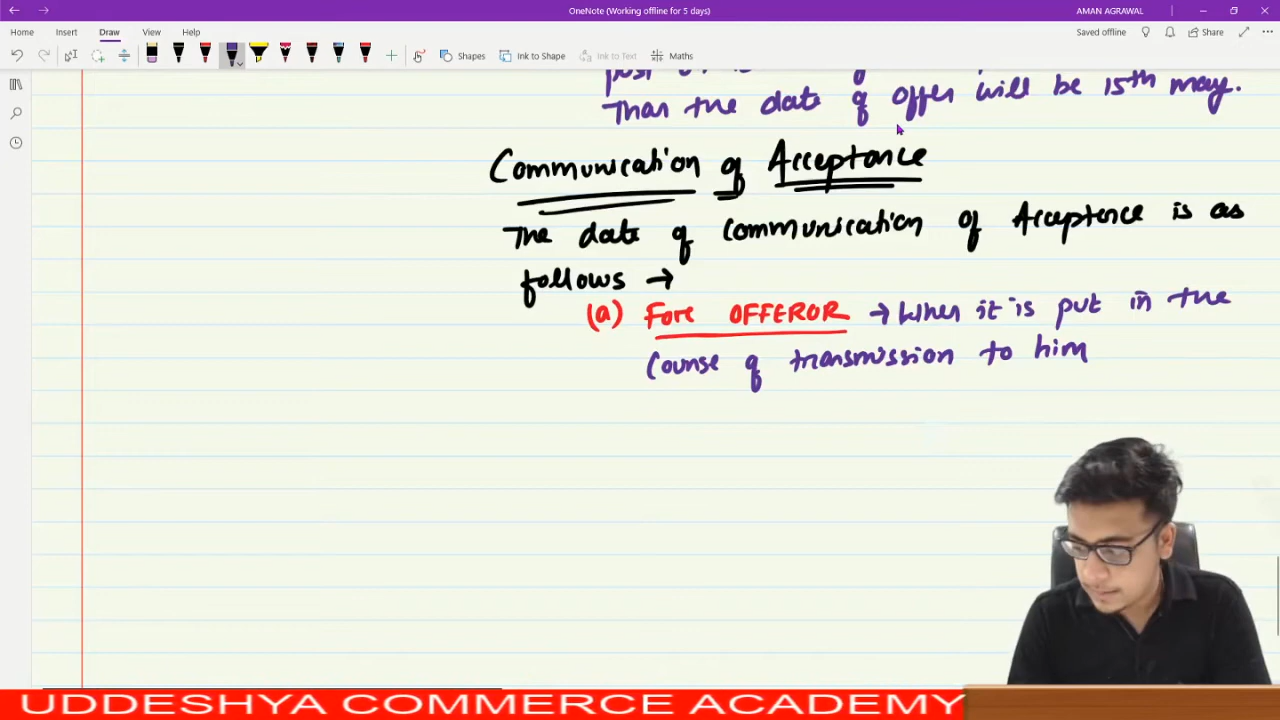 OneNote (Working offline for 5 days)
AMAN AGRAWAL
Home Insert Draw View Help
Saved offline Share
Shapes Ink to Shape Ink to Text Maths
Than the date of offer will be 15th may.
Communication of Acceptance
The date of communication of Acceptance is as
follows →
(a) Fore OFFEROR → When it is put in the
Counse of transmission to him
UDDESHYA COMMERCE ACADEMY